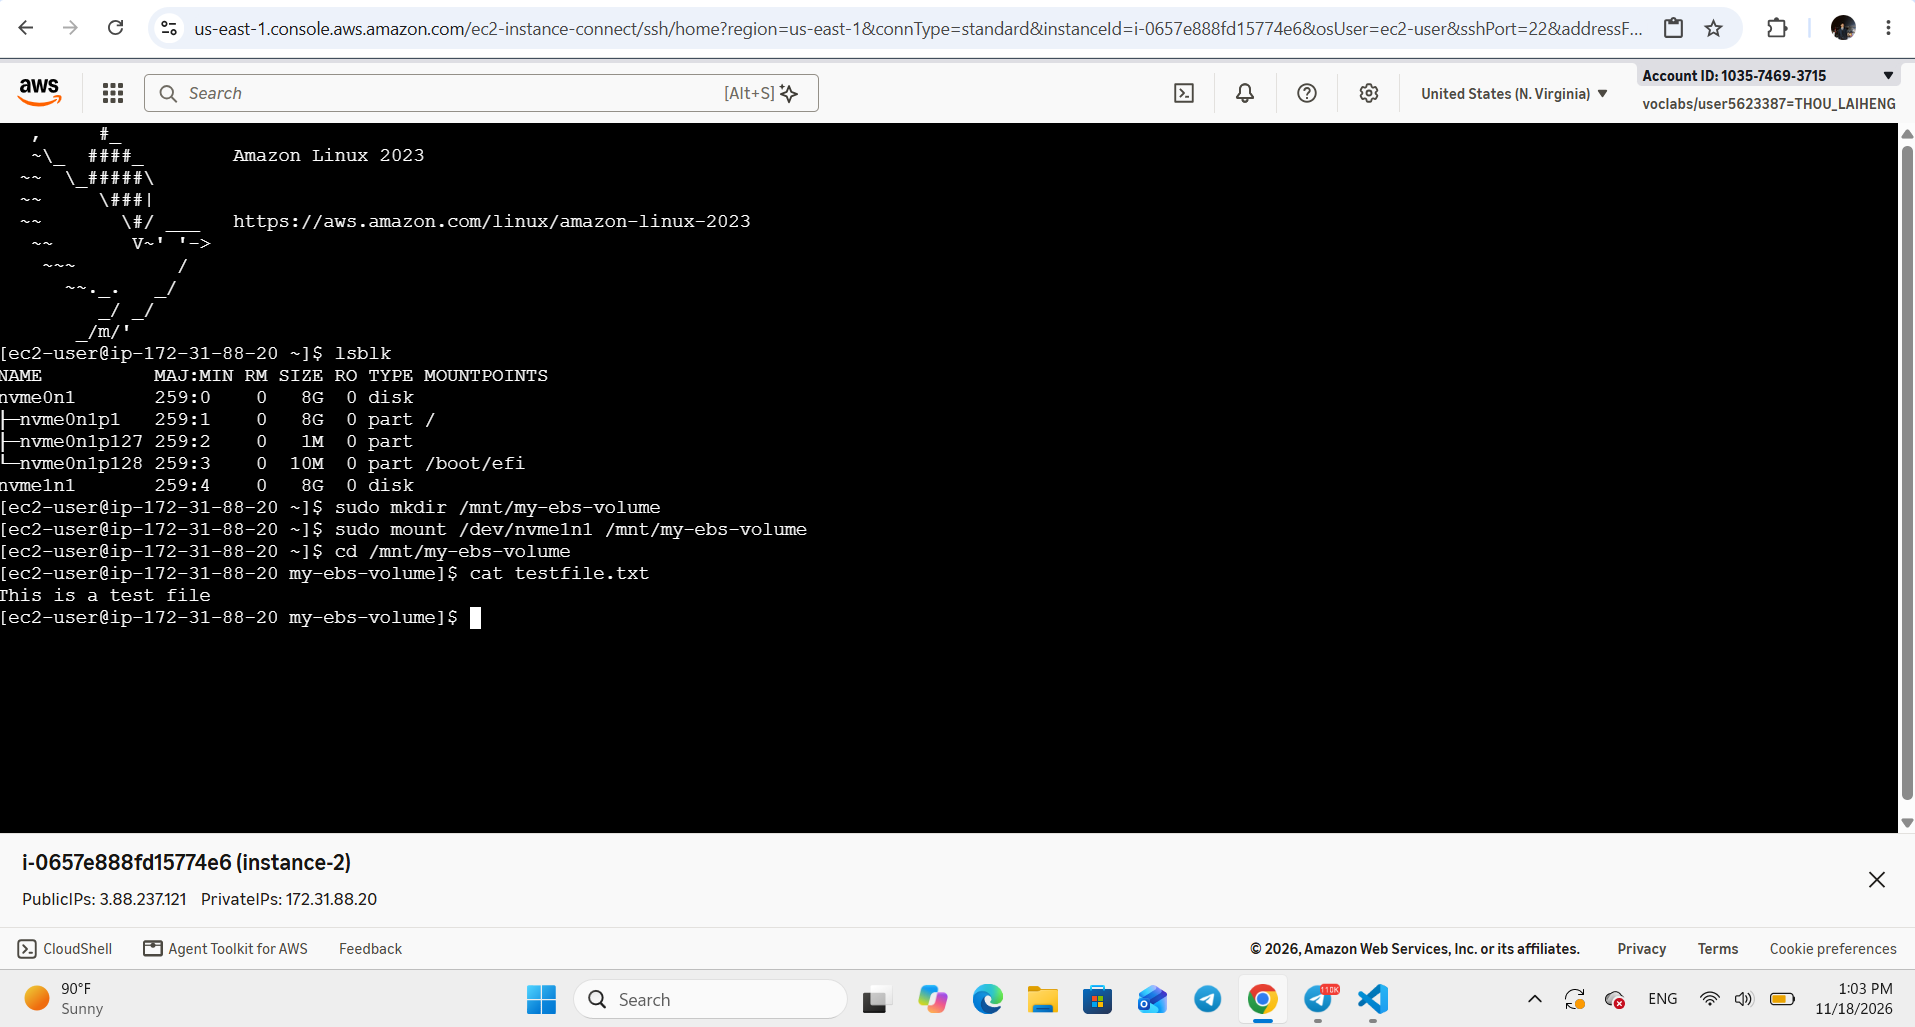 us-east-1.console.aws.amazon.com/ec2-instance-connect/ssh/home?region=us-east-1&connType=standard&instanceId=i-0657e888fd15774e6&osUser=ec2-user&sshPort=22&addressF...
aws
Search
[Alt+S]
United States (N. Virginia)
Account ID: 1035-7469-3715
voclabs/user5623387=THOU_LAIHENG
   ,     #_
   ~\_  ####_        Amazon Linux 2023
  ~~  \_#####\
  ~~     \###|
  ~~       \#/ ___   https://aws.amazon.com/linux/amazon-linux-2023
   ~~       V~' '->
    ~~~         /
      ~~._.   _/
         _/ _/
       _/m/'
[ec2-user@ip-172-31-88-20 ~]$ lsblk
NAME          MAJ:MIN RM SIZE RO TYPE MOUNTPOINTS
nvme0n1       259:0    0   8G  0 disk
├─nvme0n1p1   259:1    0   8G  0 part /
├─nvme0n1p127 259:2    0   1M  0 part
└─nvme0n1p128 259:3    0  10M  0 part /boot/efi
nvme1n1       259:4    0   8G  0 disk
[ec2-user@ip-172-31-88-20 ~]$ sudo mkdir /mnt/my-ebs-volume
[ec2-user@ip-172-31-88-20 ~]$ sudo mount /dev/nvme1n1 /mnt/my-ebs-volume
[ec2-user@ip-172-31-88-20 ~]$ cd /mnt/my-ebs-volume
[ec2-user@ip-172-31-88-20 my-ebs-volume]$ cat testfile.txt
This is a test file
[ec2-user@ip-172-31-88-20 my-ebs-volume]$
i-0657e888fd15774e6 (instance-2)
PublicIPs: 3.88.237.121 PrivateIPs: 172.31.88.20
CloudShell
Agent Toolkit for AWS
Feedback
© 2026, Amazon Web Services, Inc. or its affiliates.
Privacy
Terms
Cookie preferences
90°F
Sunny
Search
110K
ENG
1:03 PM
11/18/2026